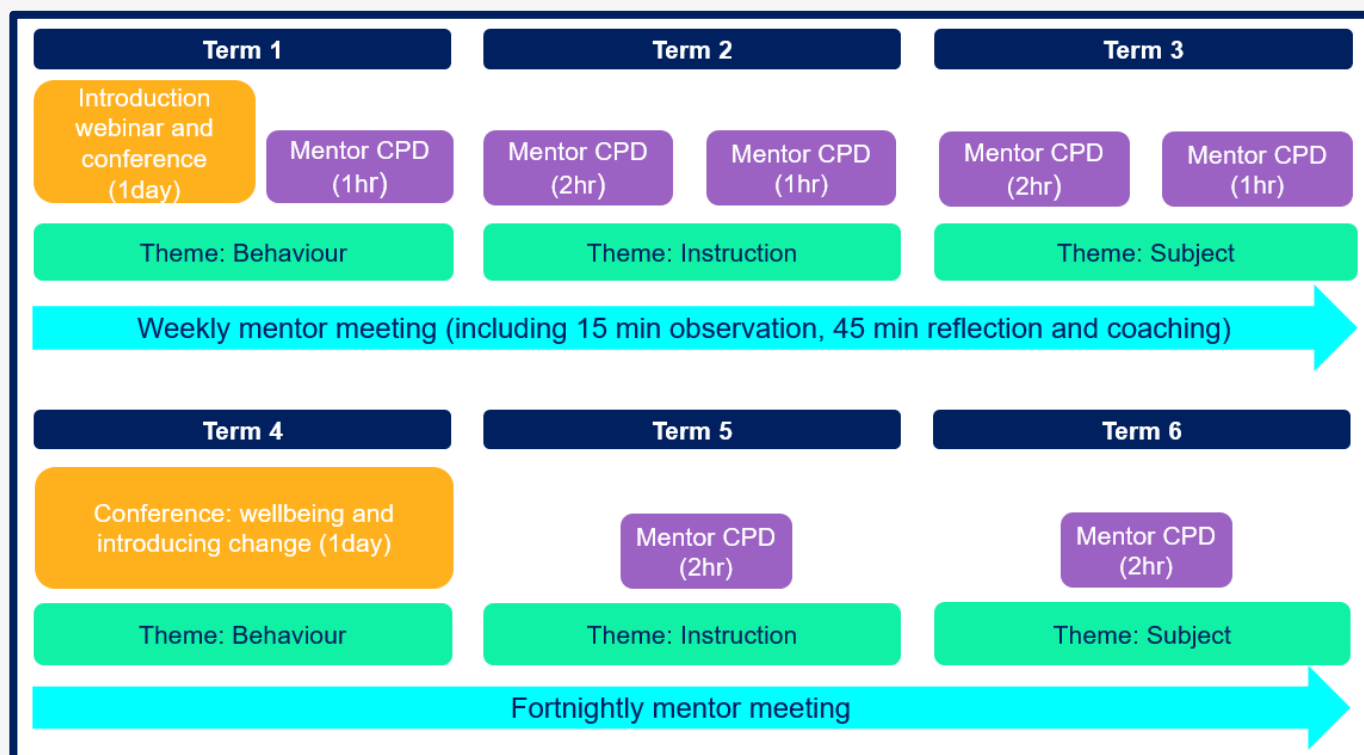 Term 1
Term 2
Term 3
Introduction
webinar and
conference
(1day)
Mentor CPD
(1hr)
Mentor CPD
(2hr)
Mentor CPD
(1hr)
Mentor CPD
(2hr)
Mentor CPD
(1hr)
Theme: Behaviour
Theme: Instruction
Theme: Subject
Weekly mentor meeting (including 15 min observation, 45 min reflection and coaching)
Term 4
Term 5
Term 6
Conference: wellbeing and
introducing change (1day)
Mentor CPD
(2hr)
Mentor CPD
(2hr)
Theme: Behaviour
Theme: Instruction
Theme: Subject
Fortnightly mentor meeting